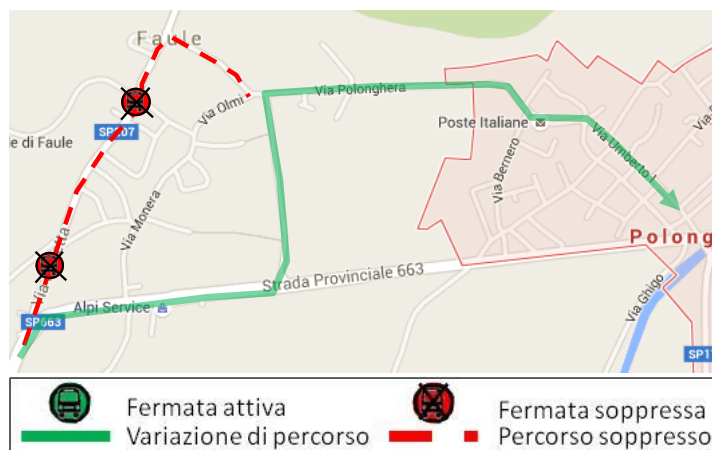 Faule
Via Polonghera
Via Olmi
Poste Italiane
e di Faule
Via Umberto I
Via Bernero
Via Monera
Polong
Strada Provinciale 663
Via Ghigo
Alpi Service
SP663
SP1
Fermata attiva
Fermata soppressa
Variazione di percorso
Percorso soppresso